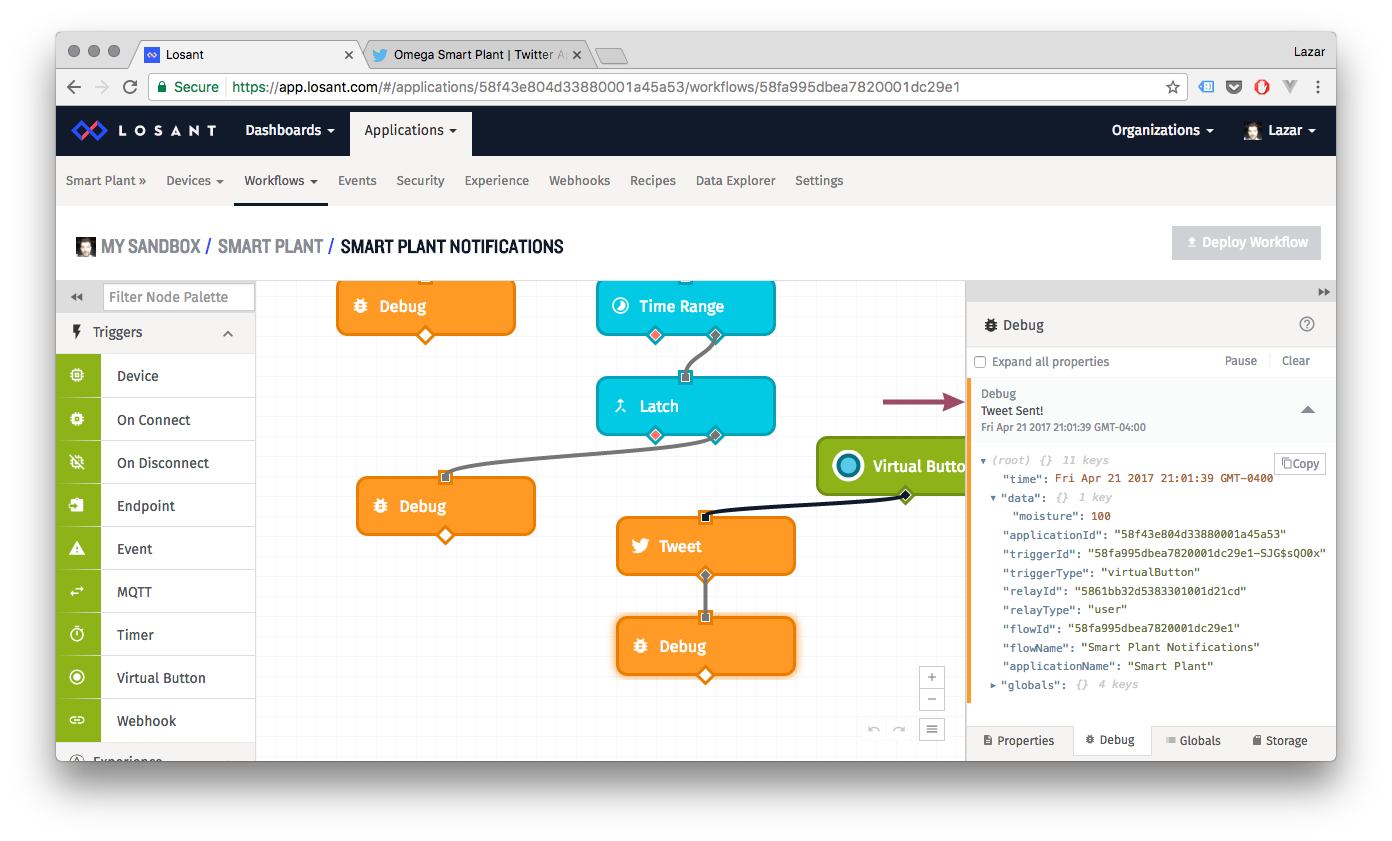 Losant
Omega Smart Plant | Twitter A
Lazar
Secure
https://app.losant.com/#/applications/58f43e804d33880001a45a53/workflows/58fa995dbea7820001dc29e1
LOSANT
Dashboards
Applications
Organizations
Lazar
Smart Plant »
Devices
Workflows
Events
Security
Experience
Webhooks
Recipes
Data Explorer
Settings
MY SANDBOX / SMART PLANT / SMART PLANT NOTIFICATIONS
Deploy Workflow
Filter Node Palette
Triggers
Device
On Connect
On Disconnect
Endpoint
Event
MQTT
Timer
Virtual Button
Webhook
Experience
Debug
Time Range
Latch
Debug
Virtual Butto
Tweet
Debug
Debug
Expand all properties
Pause
Clear
Debug
Tweet Sent!
Fri Apr 21 2017 21:01:39 GMT-04:00
Copy
(root) {} 11 keys
"time": Fri Apr 21 2017 21:01:39 GMT-0400
"data": {} 1 key
"moisture": 100
"applicationId": "58f43e804d33880001a45a53"
"triggerId": "58fa995dbea7820001dc29e1-SJG$sQO0x"
"triggerType": "virtualButton"
"relayId": "5861bb32d5383301001d21cd"
"relayType": "user"
"flowId": "58fa995dbea7820001dc29e1"
"flowName": "Smart Plant Notifications"
"applicationName": "Smart Plant"
"globals": {} 4 keys
Properties
Debug
Globals
Storage